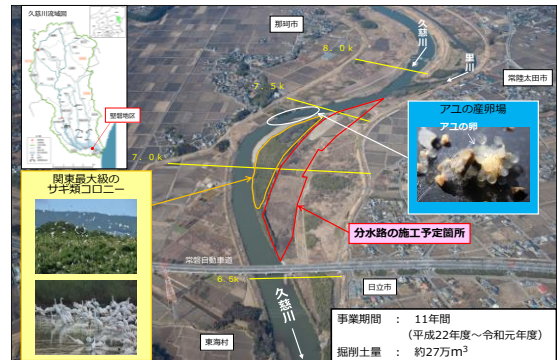 久慈川流域図
聖聡地区
那珂市
久慈川
里川
常陸太田市
8.0k
7.5k
7.0k
6.5k
アユの産卵場
アユの卵
関東最大級の
サギ類コロニー
分水路の施工予定箇所
常磐自動車道
日立市
久慈川
東海村
事業期間 : 11年間
(平成22年度～令和元年度)
掘削土量 : 約27万m³